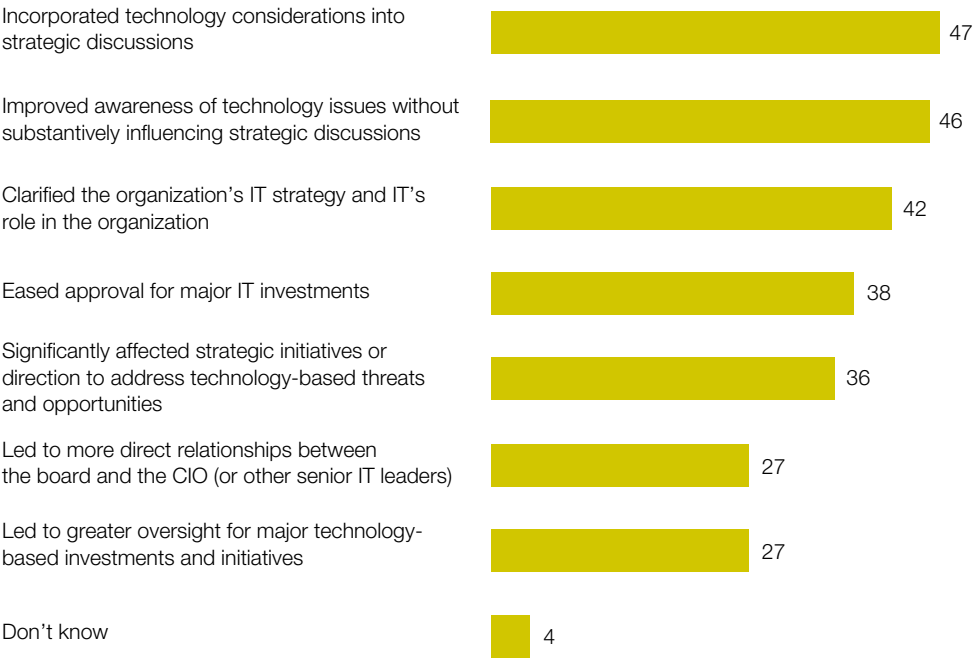 Incorporated technology considerations into
strategic discussions
47
Improved awareness of technology issues without
substantively influencing strategic discussions
46
Clarified the organization’s IT strategy and IT’s
role in the organization
42
Eased approval for major IT investments
38
Significantly affected strategic initiatives or
direction to address technology-based threats
and opportunities
36
Led to more direct relationships between
the board and the CIO (or other senior IT leaders)
27
Led to greater oversight for major technology-
based investments and initiatives
27
Don’t know
4